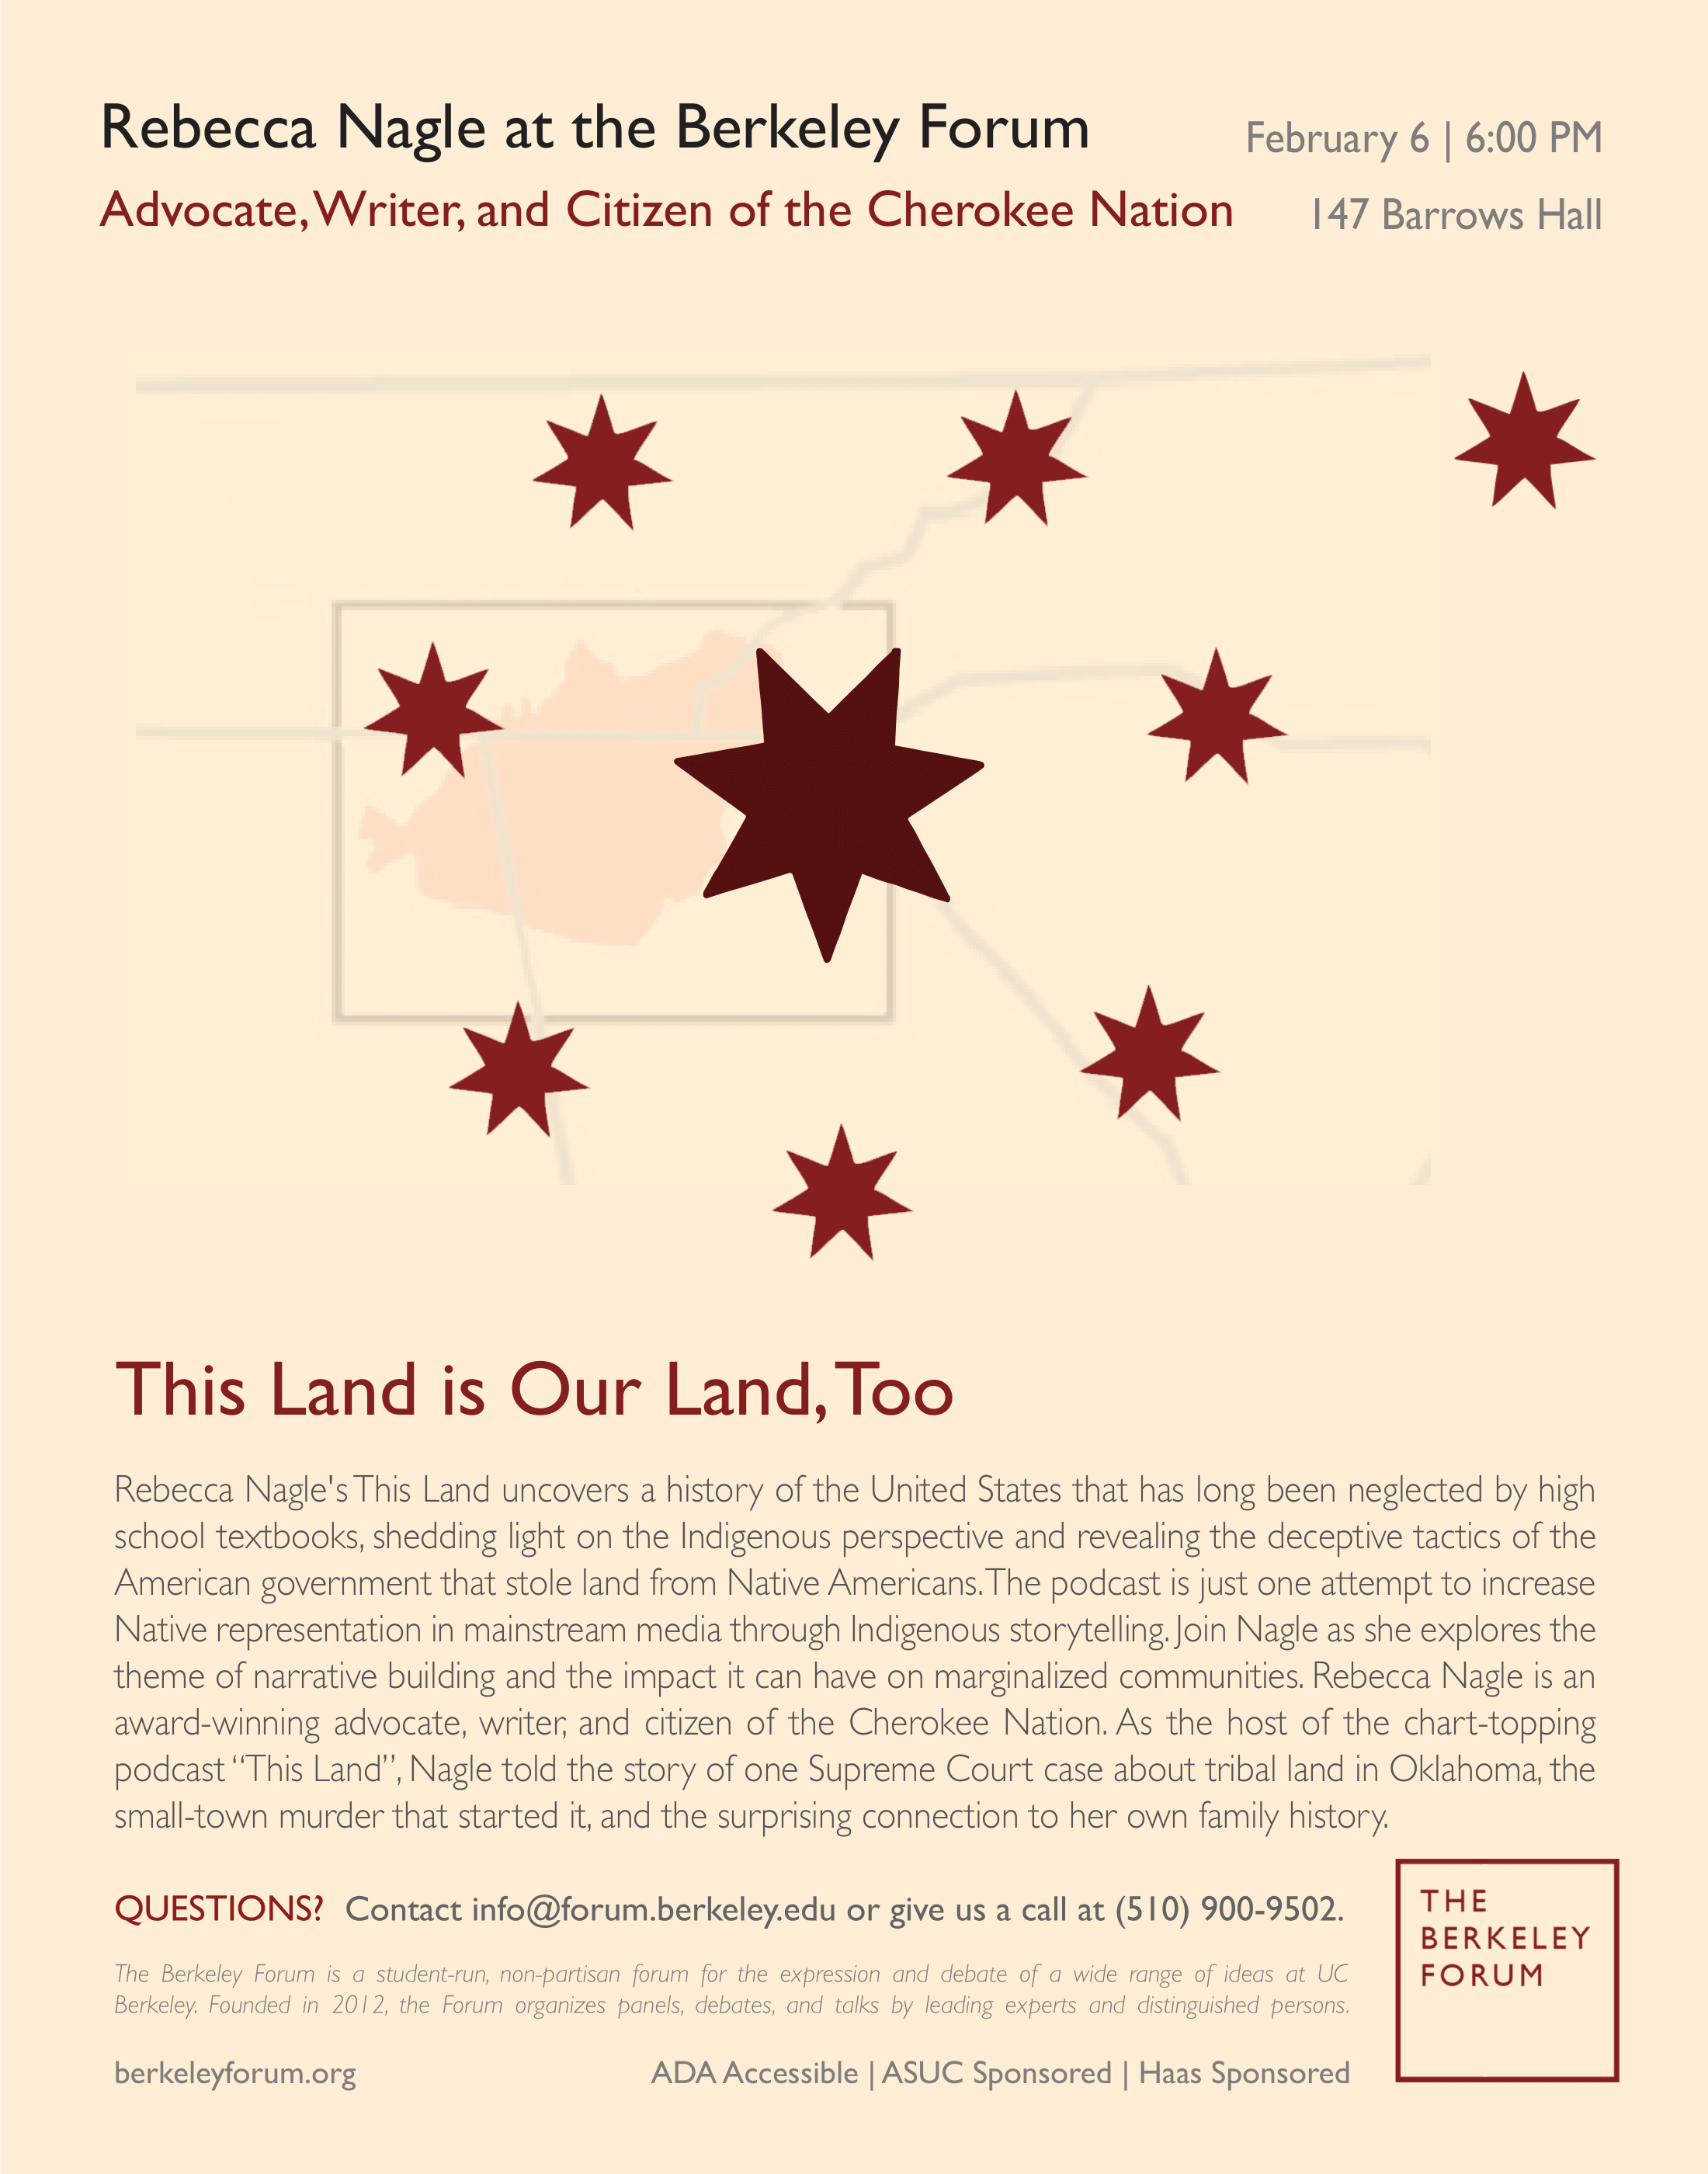 Rebecca Nagle at the Berkeley Forum
February 6 | 6:00 PM
Advocate, Writer, and Citizen of the Cherokee Nation
147 Barrows Hall
This Land is Our Land, Too
Rebecca Nagle's This Land uncovers a history of the United States that has long been neglected by high
school textbooks, shedding light on the Indigenous perspective and revealing the deceptive tactics of the
American government that stole land from Native Americans. The podcast is just one attempt to increase
Native representation in mainstream media through Indigenous storytelling. Join Nagle as she explores the
theme of narrative building and the impact it can have on marginalized communities. Rebecca Nagle is an
award-winning advocate, writer, and citizen of the Cherokee Nation. As the host of the chart-topping
podcast “This Land”, Nagle told the story of one Supreme Court case about tribal land in Oklahoma, the
small-town murder that started it, and the surprising connection to her own family history.
QUESTIONS? Contact info@forum.berkeley.edu or give us a call at (510) 900-9502.
The Berkeley Forum is a student-run, non-partisan forum for the expression and debate of a wide range of ideas at UC
Berkeley. Founded in 2012, the Forum organizes panels, debates, and talks by leading experts and distinguished persons.
berkeleyforum.org
ADA Accessible | ASUC Sponsored | Haas Sponsored
THE
BERKELEY
FORUM